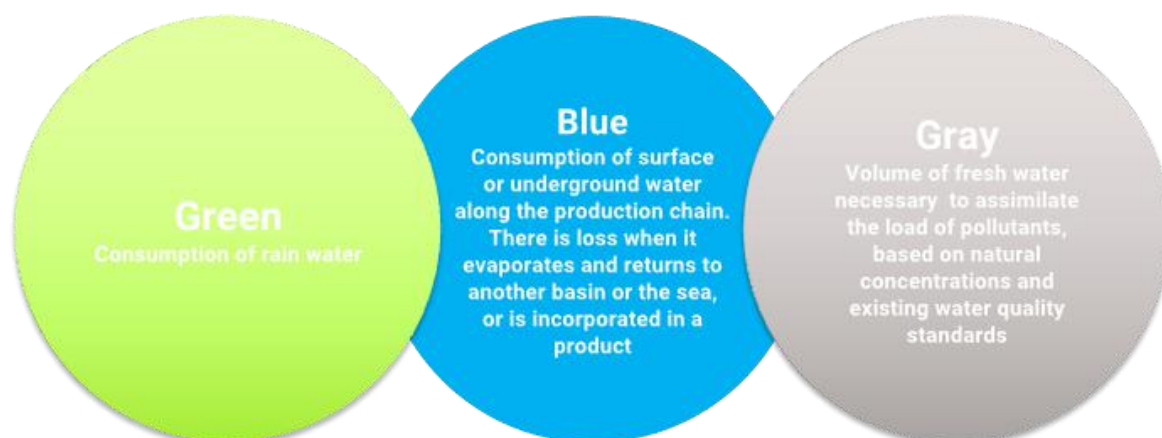 Green
Consumption of rain water
Blue
Consumption of surface
or underground water
along the production chain.
There is loss when it
evaporates and returns to
another basin or the sea,
or is incorporated in a
product
Gray
Volume of fresh water
necessary to assimilate
the load of pollutants,
based on natural
concentrations and
existing water quality
standards